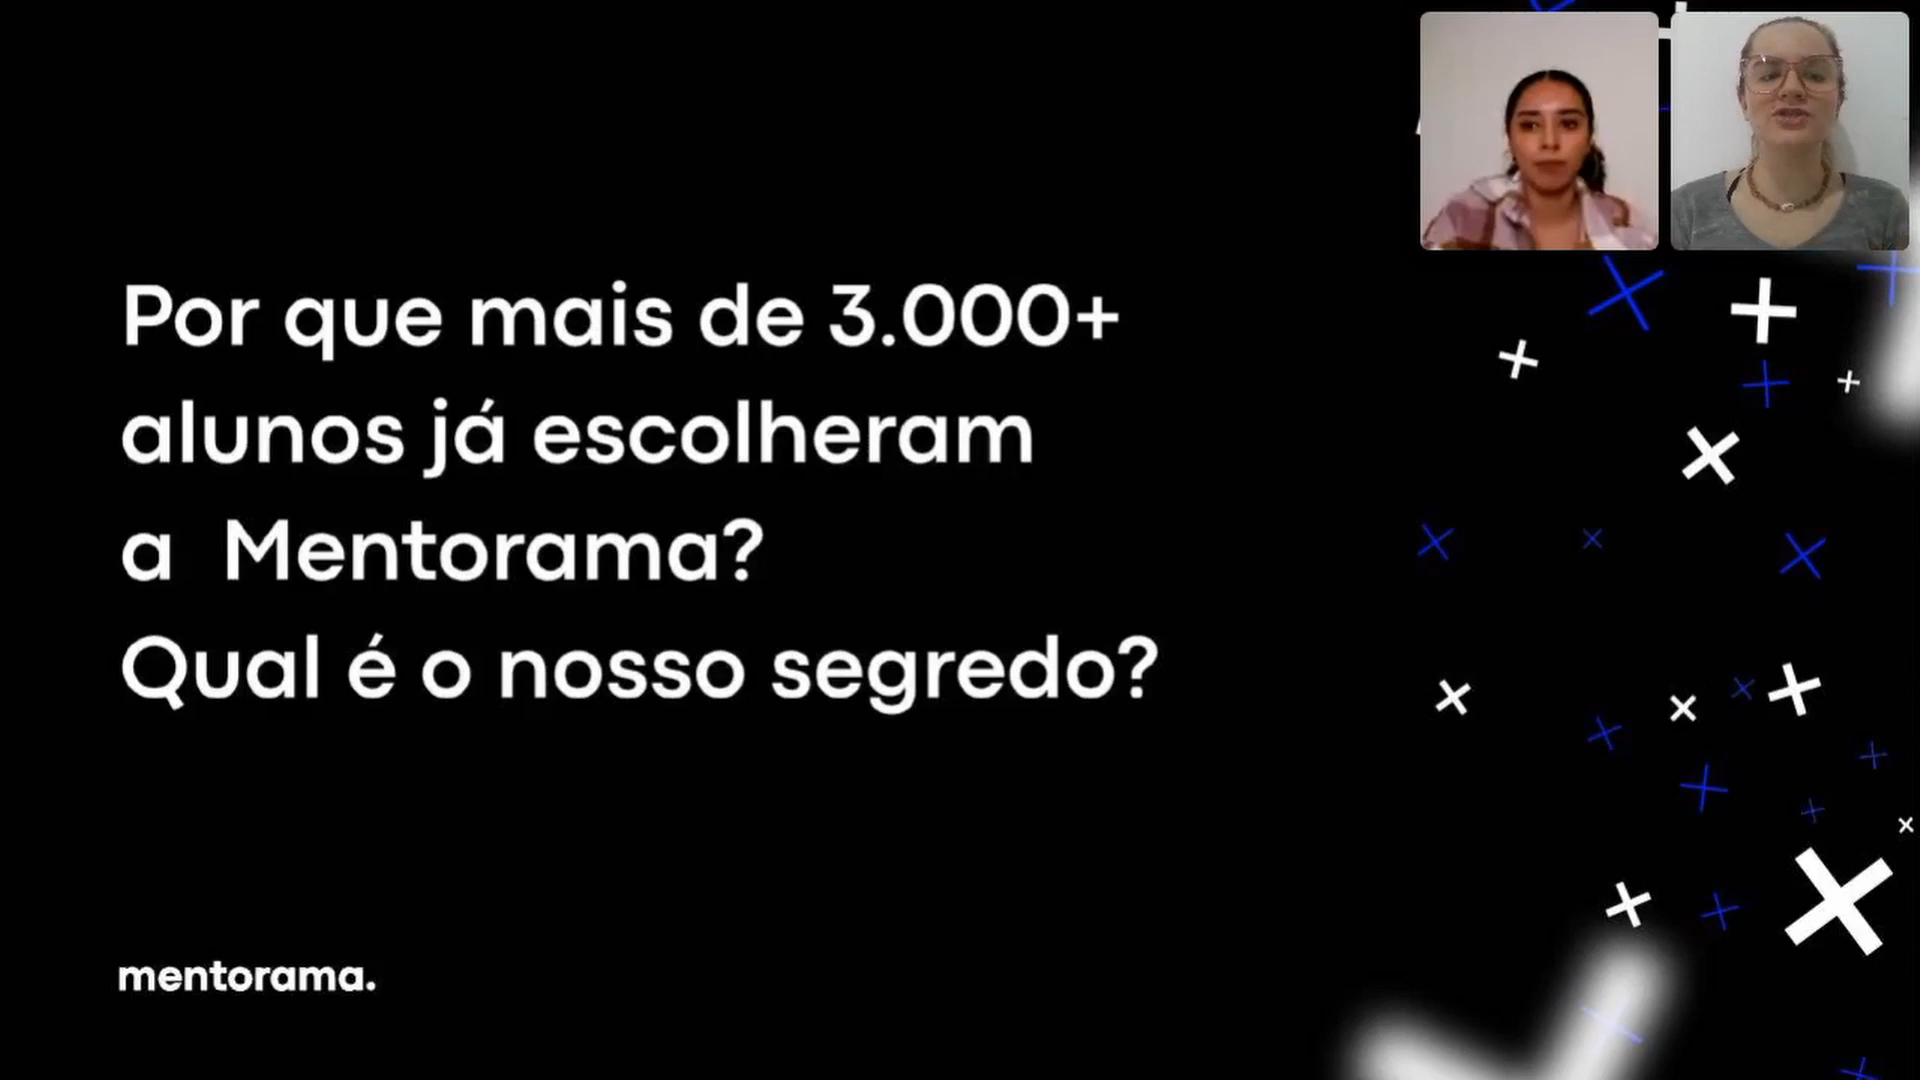 Por que mais de 3.000+
alunos já escolheram
a  Mentorama?
Qual é o nosso segredo?
mentorama.